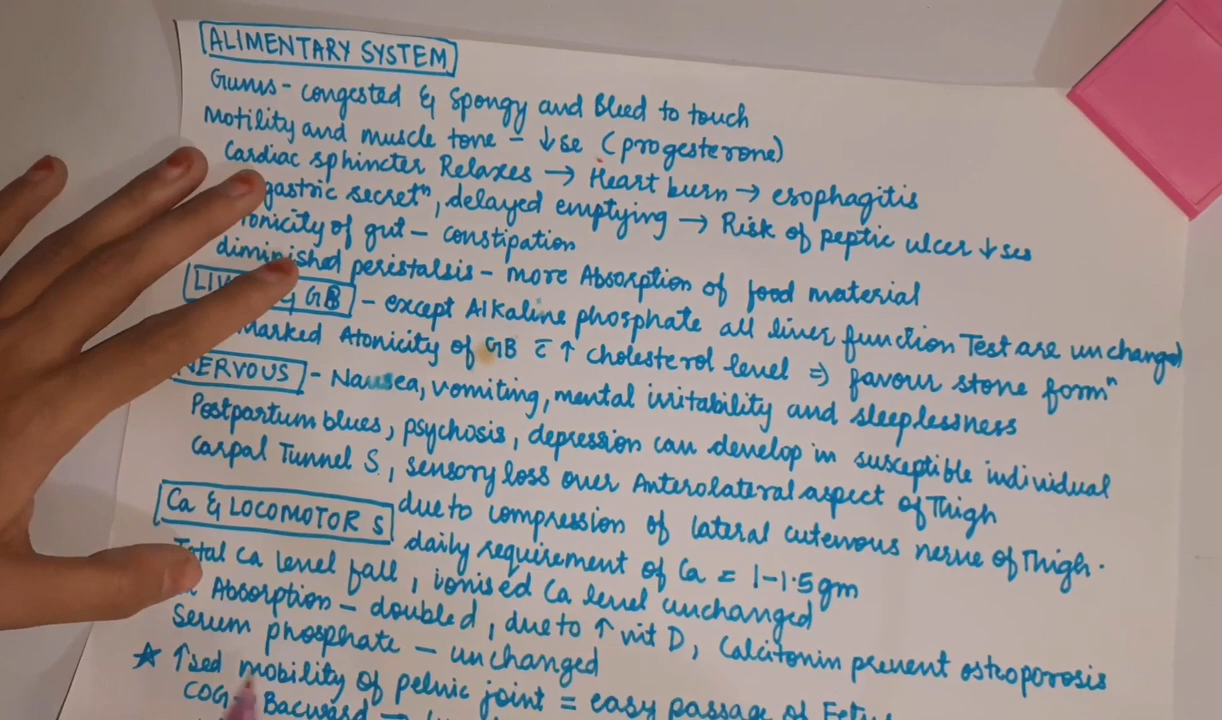 ALIMENTARY SYSTEM
Gums - congested & Spongy and Bleed to touch
Motility and muscle tone - ↓se (progesterone)
Cardiac sphincter Relaxes → Heart burn → esophagitis
gastric secretⁿ, delayed emptying → Risk of peptic ulcer ↓ses
Tonicity of gut - constipation
diminished peristalsis - more Absorption of food material
GB - except Alkaline phosphate all liver function Test are unchanged
Marked Atonicity of GB c̄ ↑ cholesterol level ⇒ favour stone formⁿ
NERVOUS - Nausea, vomiting, mental irritability and sleeplessness
Postpartum blues, psychosis, depression can develop in susceptible individual
Carpal Tunnel S, sensory loss over Anterolateral aspect of Thigh
due to compression of lateral cutenous nerve of Thigh.
Ca & LOCOMOTOR S daily requirement of Ca = 1-1.5gm
Total Ca level fall, ionised Ca level unchanged
Absorption - doubled, due to ↑ vit D, Calcitonin prevent osteoporosis
Serum phosphate - unchanged
★ ↑sed mobility of pelvic joint = easy passage of Fetus
COG - Bacward →